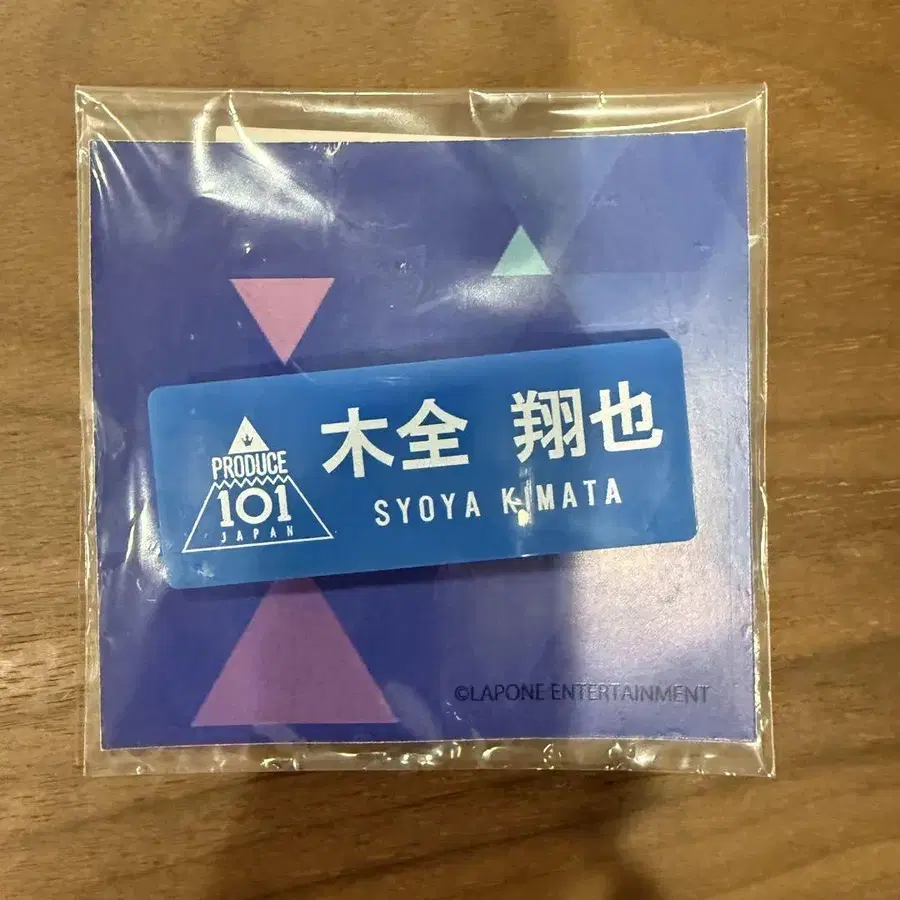 PRODUCE
101
JAPAN
木全 翔也
SYOYA KIMATA
©LAPONE ENTERTAINMENT